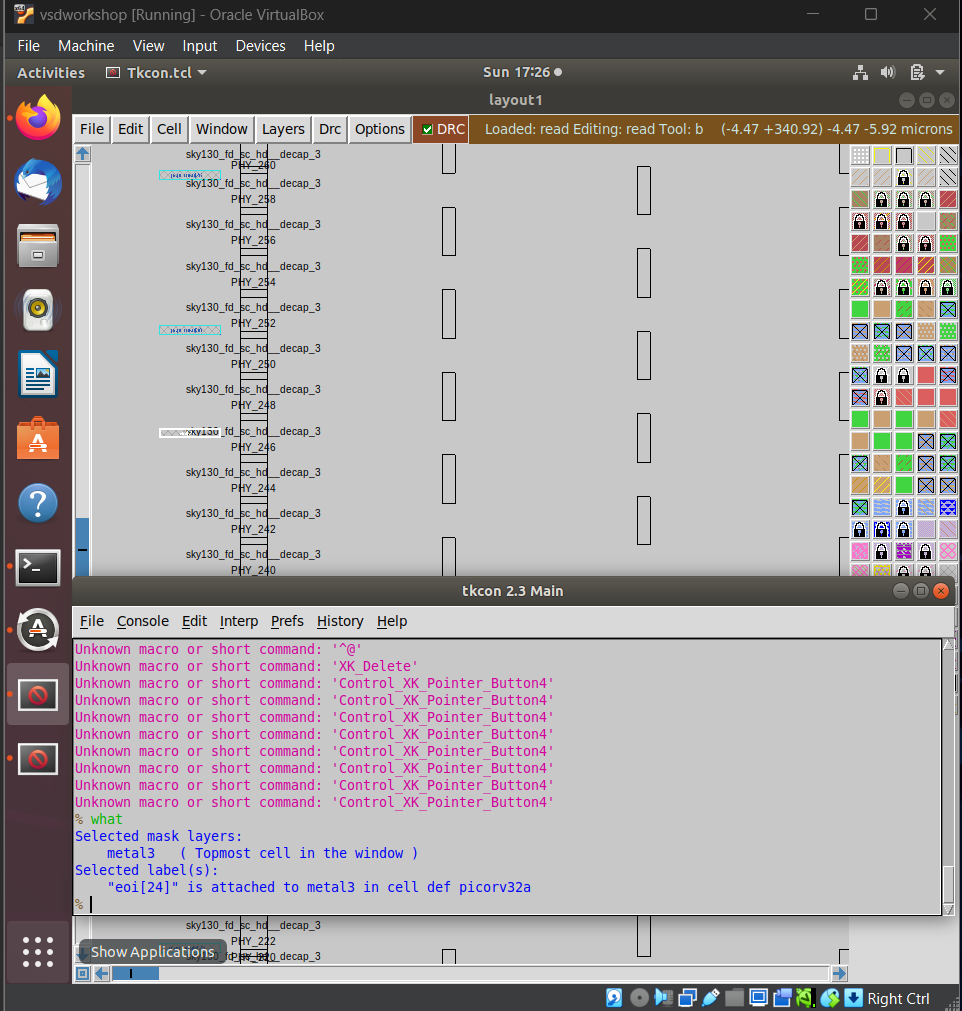 vsdworkshop [Running] - Oracle VirtualBox
File Machine View Input Devices Help
Activities Tkcon.tcl Sun 17:26
layout1
File Edit Cell Window Layers Drc Options DRC Loaded: read Editing: read Tool: b (-4.47 +340.92) -4.47 -5.92 microns
sky130_fd_sc_hd__decap_3
PHY_260
sky130_fd_sc_hd__decap_3
PHY_258
sky130_fd_sc_hd__decap_3
PHY_256
sky130_fd_sc_hd__decap_3
PHY_254
sky130_fd_sc_hd__decap_3
PHY_252
sky130_fd_sc_hd__decap_3
PHY_250
sky130_fd_sc_hd__decap_3
PHY_248
sky130_fd_sc_hd__decap_3
PHY_246
sky130_fd_sc_hd__decap_3
PHY_244
sky130_fd_sc_hd__decap_3
PHY_242
sky130_fd_sc_hd__decap_3
PHY_240
tkcon 2.3 Main
File Console Edit Interp Prefs History Help
Unknown macro or short command: '^@'
Unknown macro or short command: 'XK_Delete'
Unknown macro or short command: 'Control_XK_Pointer_Button4'
Unknown macro or short command: 'Control_XK_Pointer_Button4'
Unknown macro or short command: 'Control_XK_Pointer_Button4'
Unknown macro or short command: 'Control_XK_Pointer_Button4'
Unknown macro or short command: 'Control_XK_Pointer_Button4'
Unknown macro or short command: 'Control_XK_Pointer_Button4'
Unknown macro or short command: 'Control_XK_Pointer_Button4'
Unknown macro or short command: 'Control_XK_Pointer_Button4'
% what
Selected mask layers:
metal3 ( Topmost cell in the window )
Selected label(s):
"eoi[24]" is attached to metal3 in cell def picorv32a
%
sky130_fd_sc_hd__decap_3
PHY_222
Show Applications
sky130_fd_sc_hd__decap_3
PHY_220
Right Ctrl